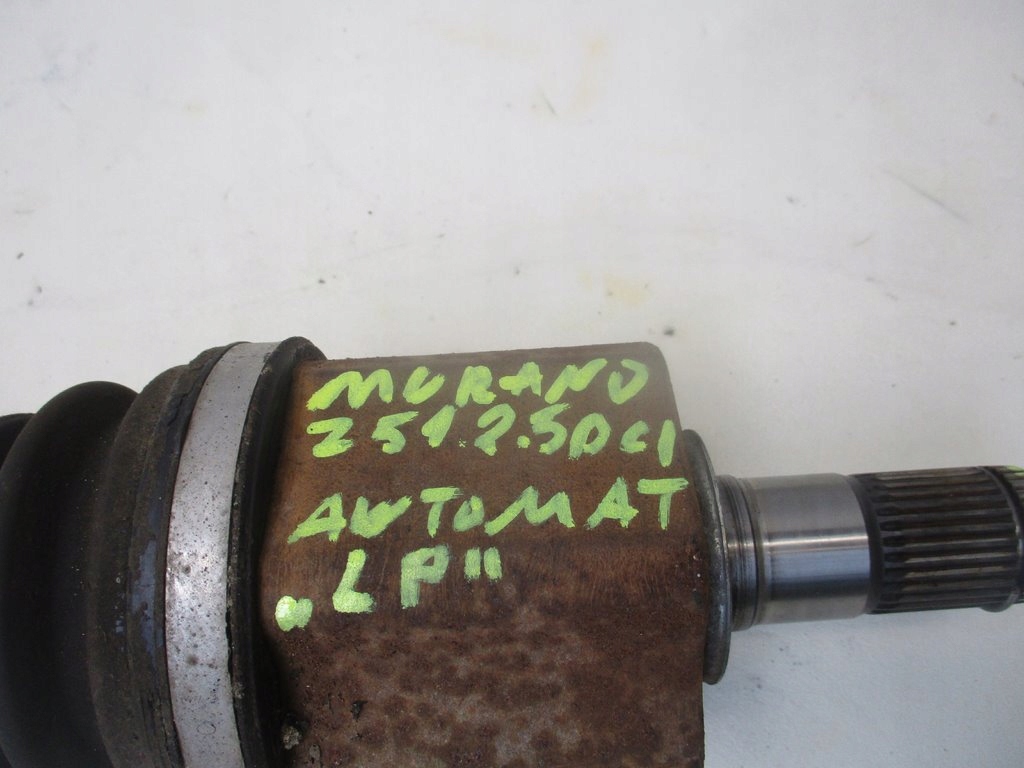 MURANO
Z51 2.5DCI
AUTOMAT
„LP"